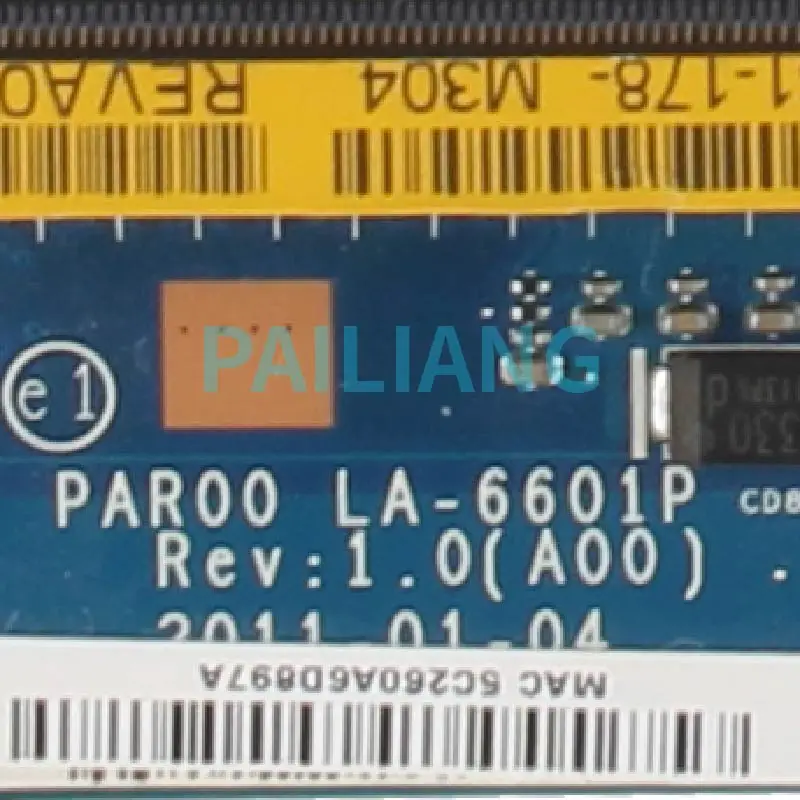 REVA0
1-178- M304
PAILIANG
e1
330
PAR00 LA-6601P
CD8
Rev:1.0(A00) .
2011-01-04
MAC 5C260A6D897A